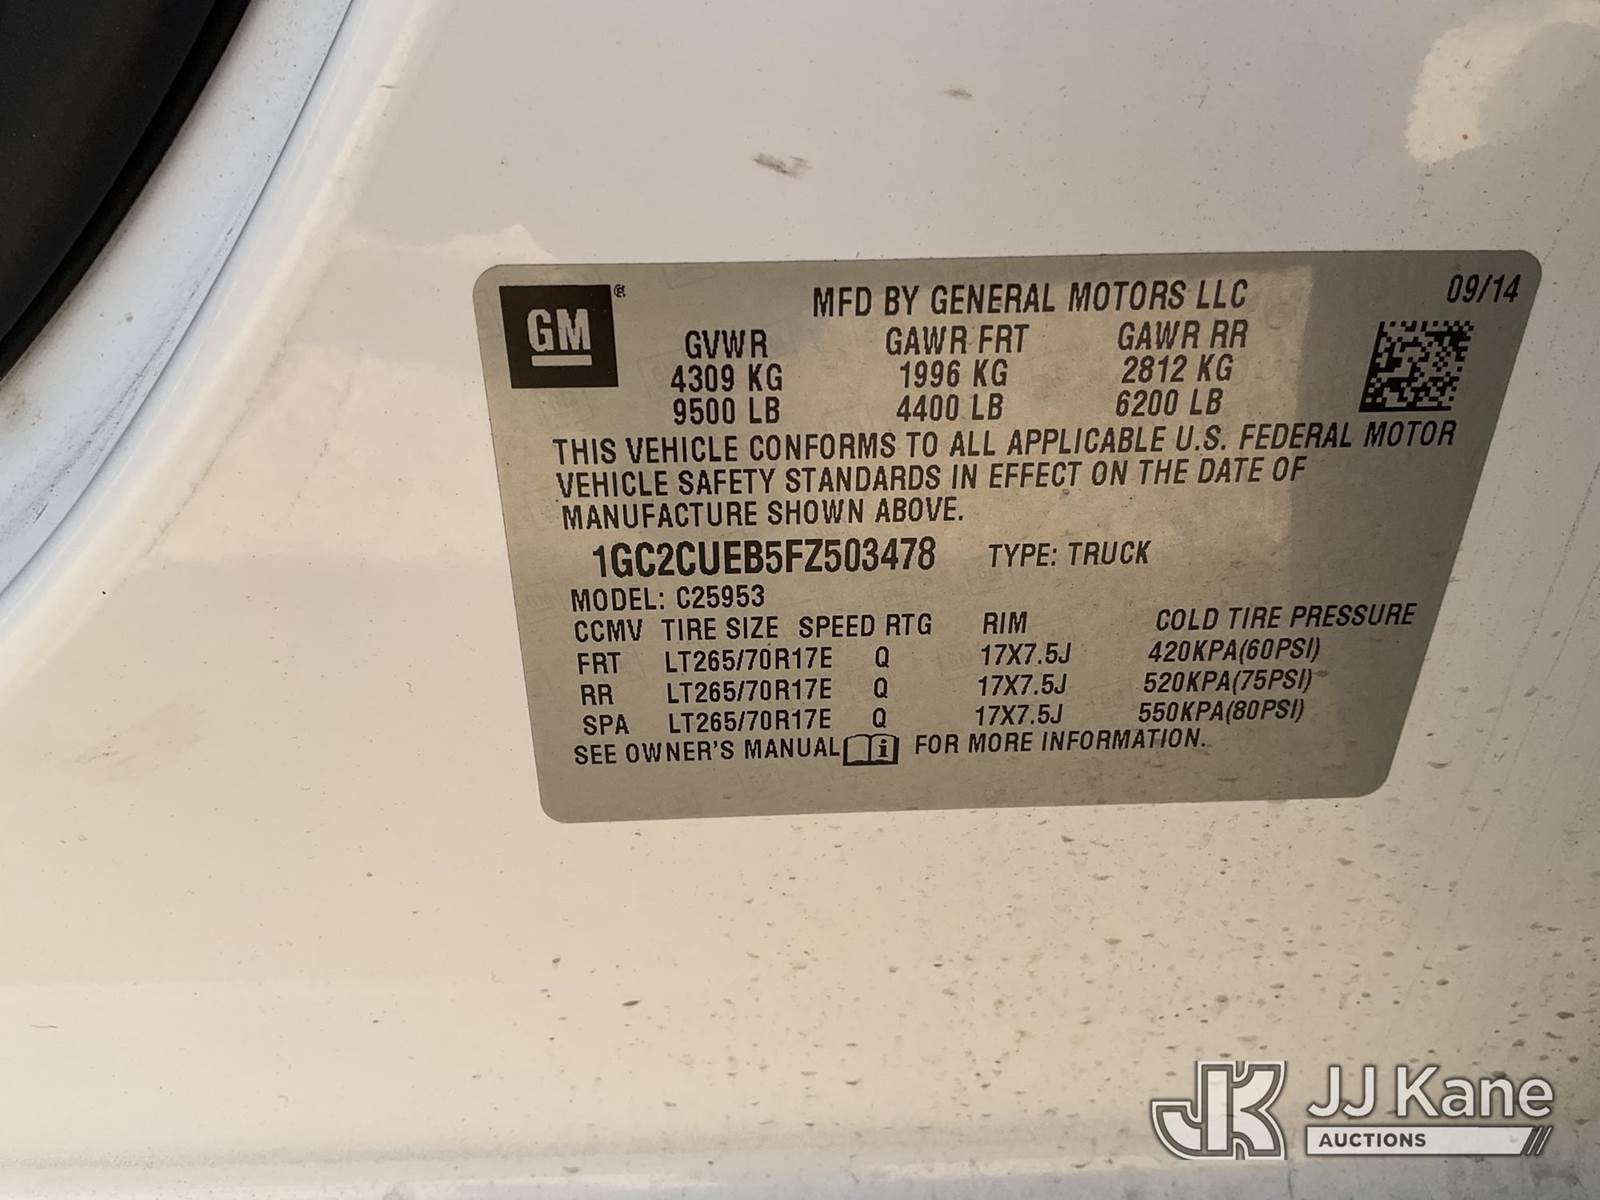 GM ®
MFD BY GENERAL MOTORS LLC 09/14
GVWR GAWR FRT GAWR RR
4309 KG 1996 KG 2812 KG
9500 LB 4400 LB 6200 LB
THIS VEHICLE CONFORMS TO ALL APPLICABLE U.S. FEDERAL MOTOR
VEHICLE SAFETY STANDARDS IN EFFECT ON THE DATE OF
MANUFACTURE SHOWN ABOVE.
1GC2CUEB5FZ503478 TYPE: TRUCK
MODEL: C25953
CCMV TIRE SIZE SPEED RTG RIM COLD TIRE PRESSURE
FRT LT265/70R17E Q 17X7.5J 420KPA(60PSI)
RR LT265/70R17E Q 17X7.5J 520KPA(75PSI)
SPA LT265/70R17E Q 17X7.5J 550KPA(80PSI)
SEE OWNER'S MANUAL i FOR MORE INFORMATION.
JK JJ Kane
AUCTIONS